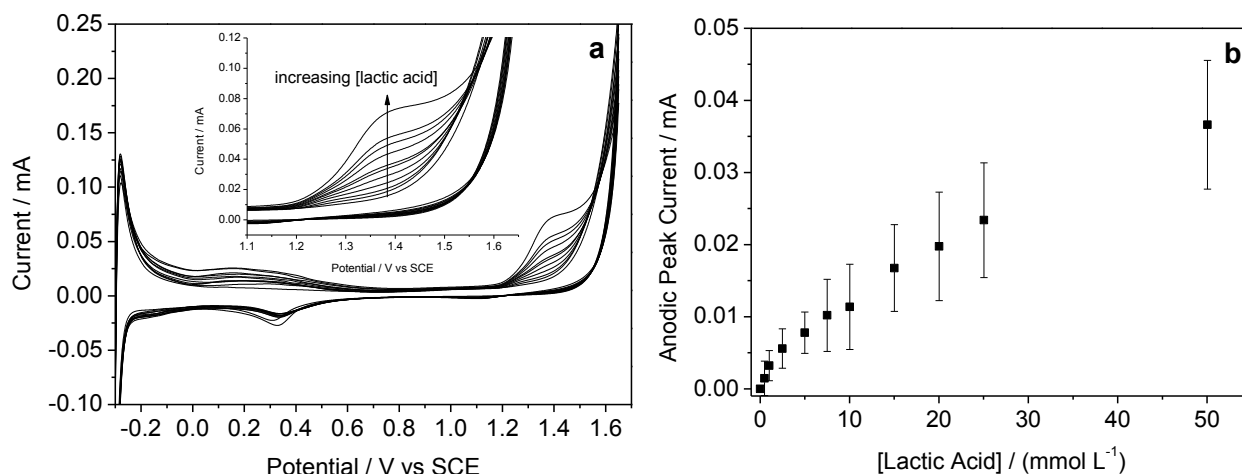 a
0.25
0.20
0.15
0.10
0.05
0.00
-0.05
-0.10
Current / mA
-0.2 0.0 0.2 0.4 0.6 0.8 1.0 1.2 1.4 1.6
Potential / V vs SCE
increasing [lactic acid]
0.12
0.10
0.08
0.06
0.04
0.02
0.00
Current / mA
1.1 1.2 1.3 1.4 1.5 1.6
Potential / V vs SCE
b
0.05
0.04
0.03
0.02
0.01
0.00
Anodic Peak Current / mA
0 10 20 30 40 50
[Lactic Acid] / (mmol L⁻¹)